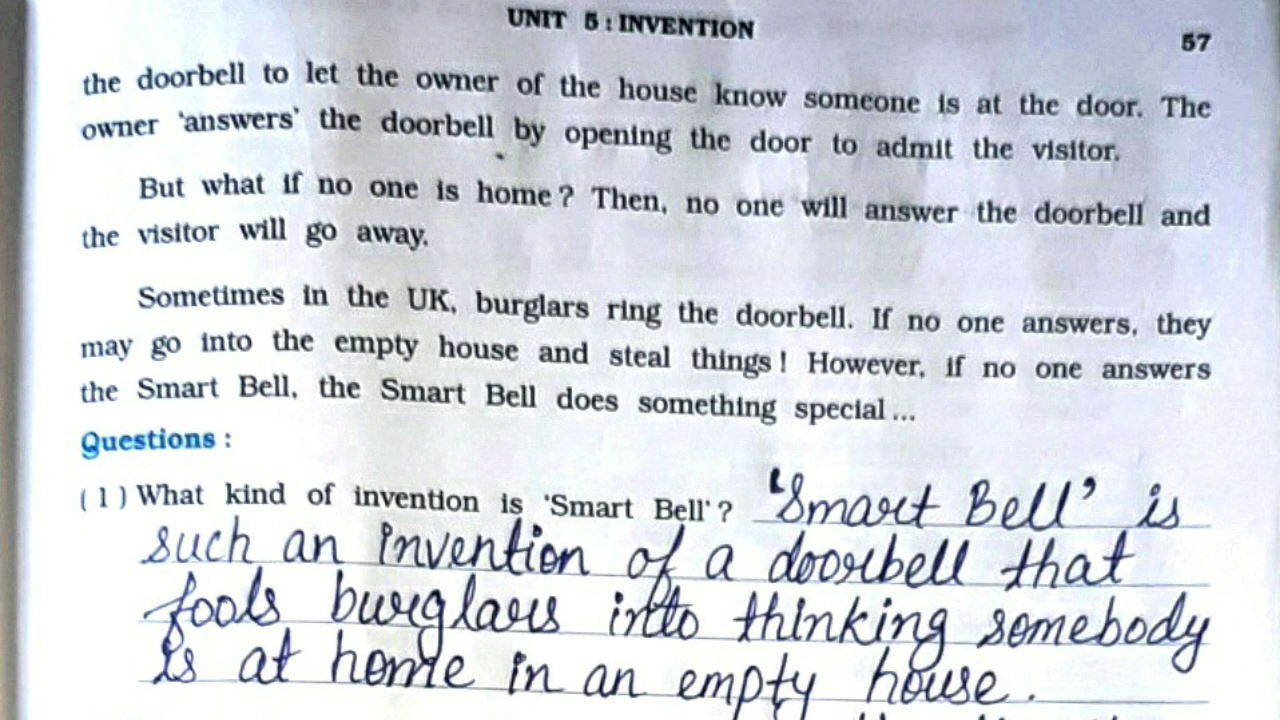 UNIT 5 : INVENTION
57
the doorbell to let the owner of the house know someone is at the door. The
owner 'answers' the doorbell by opening the door to admit the visitor.
But what if no one is home ? Then, no one will answer the doorbell and
the visitor will go away.
Sometimes in the UK, burglars ring the doorbell. If no one answers, they
may go into the empty house and steal things ! However, if no one answers
the Smart Bell, the Smart Bell does something special ...
Questions :
( 1 ) What kind of invention is 'Smart Bell' ? 'Smart Bell' is
such an invention of a doorbell that
fools burglars into thinking somebody
is at home in an empty house.